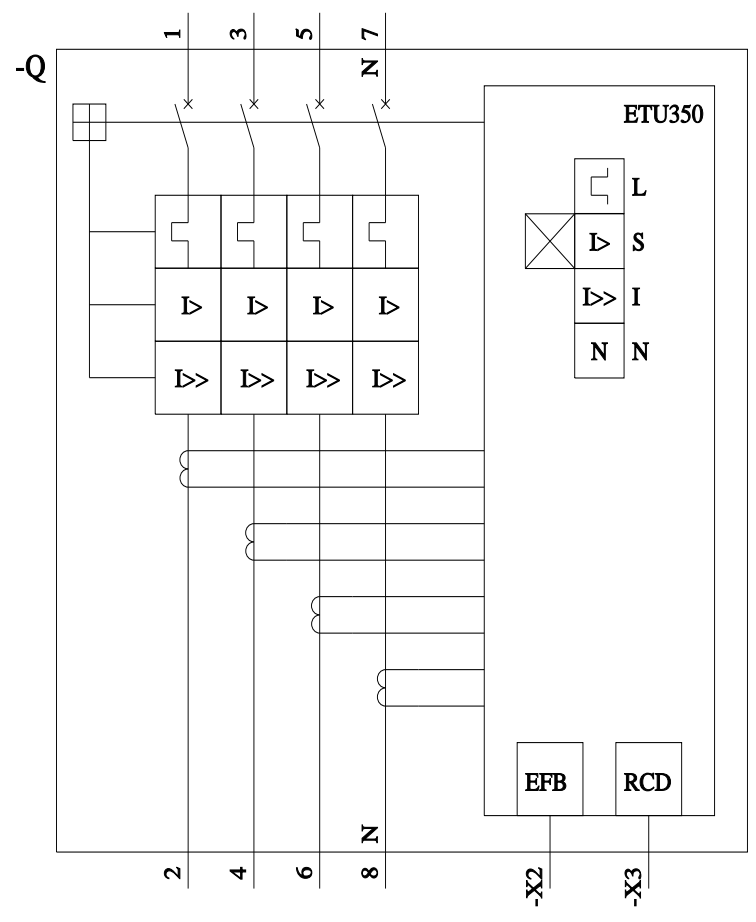 1 3 5 7
N
-Q
ETU350
L
I> S
I>> I
N N
I> I> I> I>
I>> I>> I>> I>>
EFB RCD
N
2 4 6 8
-X2 -X3